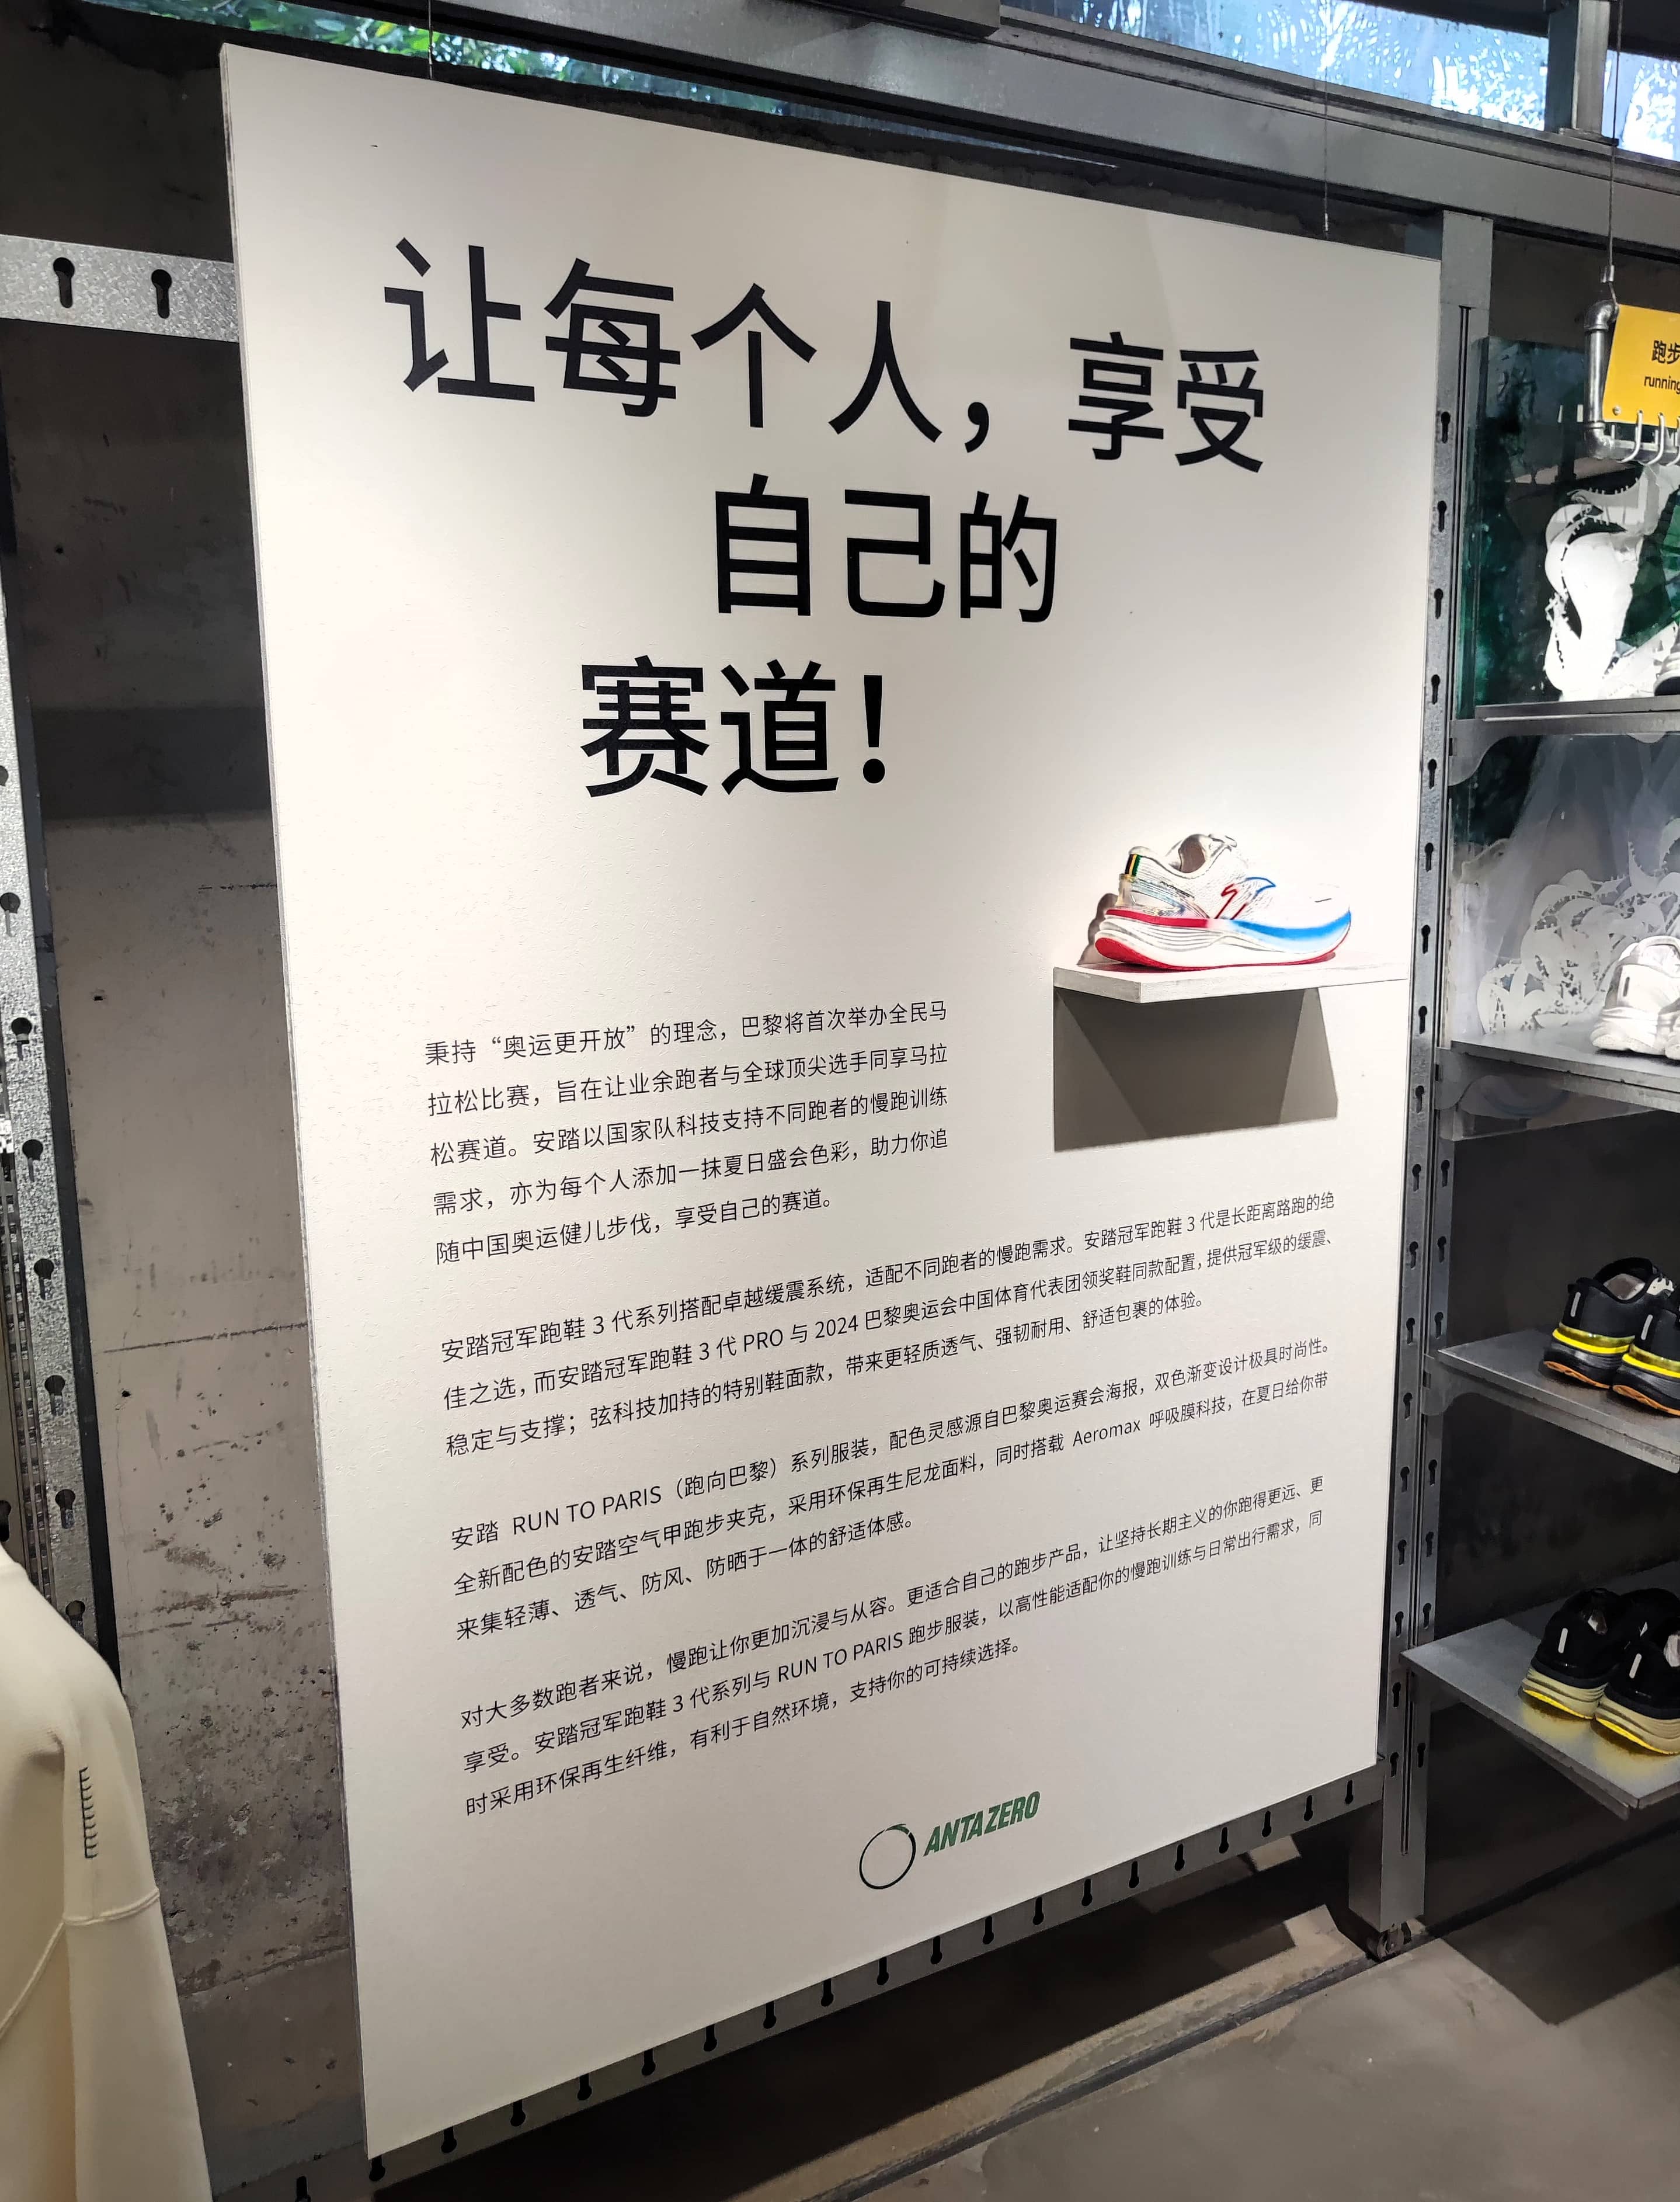 让每个人，享受
自己的
赛道！
秉持“奥运更开放”的理念，巴黎将首次举办全民马
拉松比赛，旨在让业余跑者与全球顶尖选手同享马拉
松赛道。安踏以国家队科技支持不同跑者的慢跑训练
需求，亦为每个人添加一抹夏日盛会色彩，助力你追
随中国奥运健儿步伐，享受自己的赛道。
安踏冠军跑鞋 3 代系列搭配卓越缓震系统，适配不同跑者的慢跑需求。安踏冠军跑鞋 3 代是长距离路跑的绝
佳之选，而安踏冠军跑鞋 3 代 PRO 与 2024 巴黎奥运会中国体育代表团领奖鞋同款配置，提供冠军级的缓震、
稳定与支撑；弦科技加持的特别鞋面款，带来更轻质透气、强韧耐用、舒适包裹的体验。
安踏 RUN TO PARIS（跑向巴黎）系列服装，配色灵感源自巴黎奥运赛会海报，双色渐变设计极具时尚性。
全新配色的安踏空气甲跑步夹克，采用环保再生尼龙面料，同时搭载 Aeromax 呼吸膜科技，在夏日给你带
来集轻薄、透气、防风、防晒于一体的舒适体感。
对大多数跑者来说，慢跑让你更加沉浸与从容。更适合自己的跑步产品，让坚持长期主义的你跑得更远、更
享受。安踏冠军跑鞋 3 代系列与 RUN TO PARIS 跑步服装，以高性能适配你的慢跑训练与日常出行需求，同
时采用环保再生纤维，有利于自然环境，支持你的可持续选择。
ANTAZERO
跑步
running